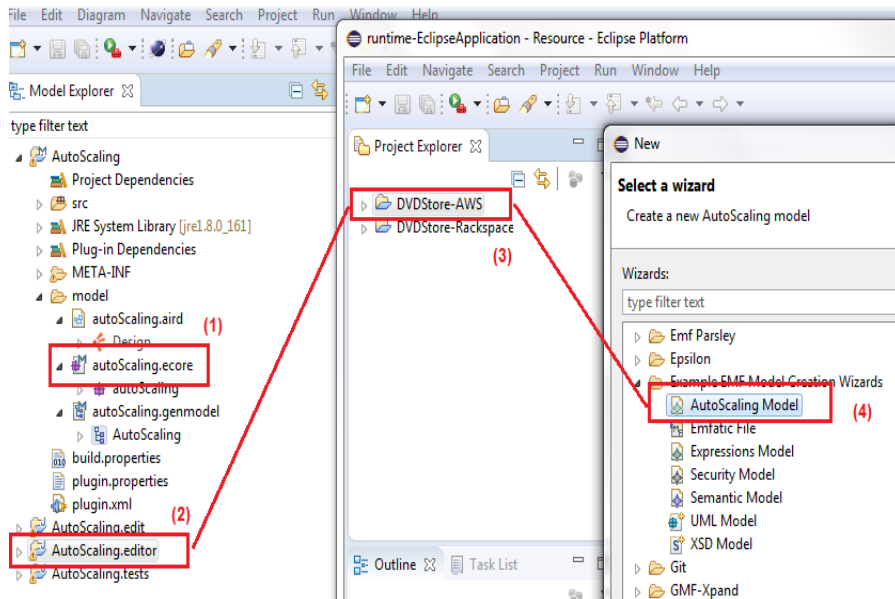 File Edit Diagram Navigate Search Project Run Window Help
Model Explorer
type filter text
AutoScaling
Project Dependencies
src
JRE System Library [jre1.8.0_161]
Plug-in Dependencies
META-INF
model
autoScaling.aird
(1)
Design
autoScaling.ecore
autoScaling
autoScaling.genmodel
AutoScaling
build.properties
plugin.properties
plugin.xml
(2)
AutoScaling.edit
AutoScaling.editor
AutoScaling.tests
runtime-EclipseApplication - Resource - Eclipse Platform
File Edit Navigate Search Project Run Window Help
Project Explorer
DVDStore-AWS
DVDStore-Rackspace
(3)
Outline
Task List
New
Select a wizard
Create a new AutoScaling model
Wizards:
type filter text
Emf Parsley
Epsilon
Example EMF Model Creation Wizards
AutoScaling Model
(4)
Emfatic File
Expressions Model
Security Model
Semantic Model
UML Model
XSD Model
Git
GMF-Xpand